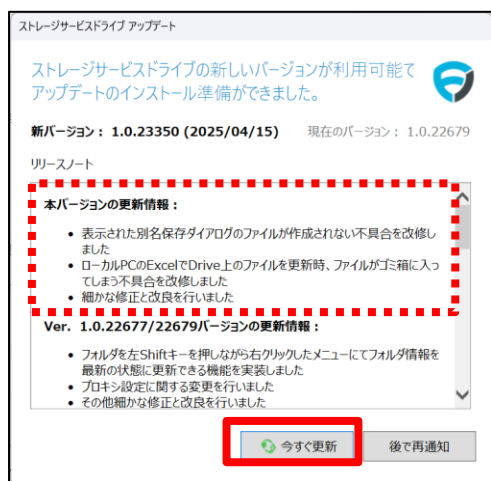 ストレージサービスドライブ アップデート
ストレージサービスドライブの新しいバージョンが利用可能で
アップデートのインストール準備ができました。
新バージョン： 1.0.23350 (2025/04/15) 現在のバージョン： 1.0.22679
リリースノート
本バージョンの更新情報：
• 表示された別名保存ダイアログのファイルが作成されない不具合を改修し
ました
• ローカルPCのExcelでDrive上のファイルを更新時、ファイルがゴミ箱に入っ
てしまう不具合を改修しました
• 細かな修正と改良を行いました
Ver. 1.0.22677/22679バージョンの更新情報：
• フォルダを左Shiftキーを押しながら右クリックしたメニューにてフォルダ情報を
最新の状態に更新できる機能を実装しました
• プロキシ設定に関する変更を行いました
• その他細かな修正と改良を行いました
今すぐ更新 後で再通知